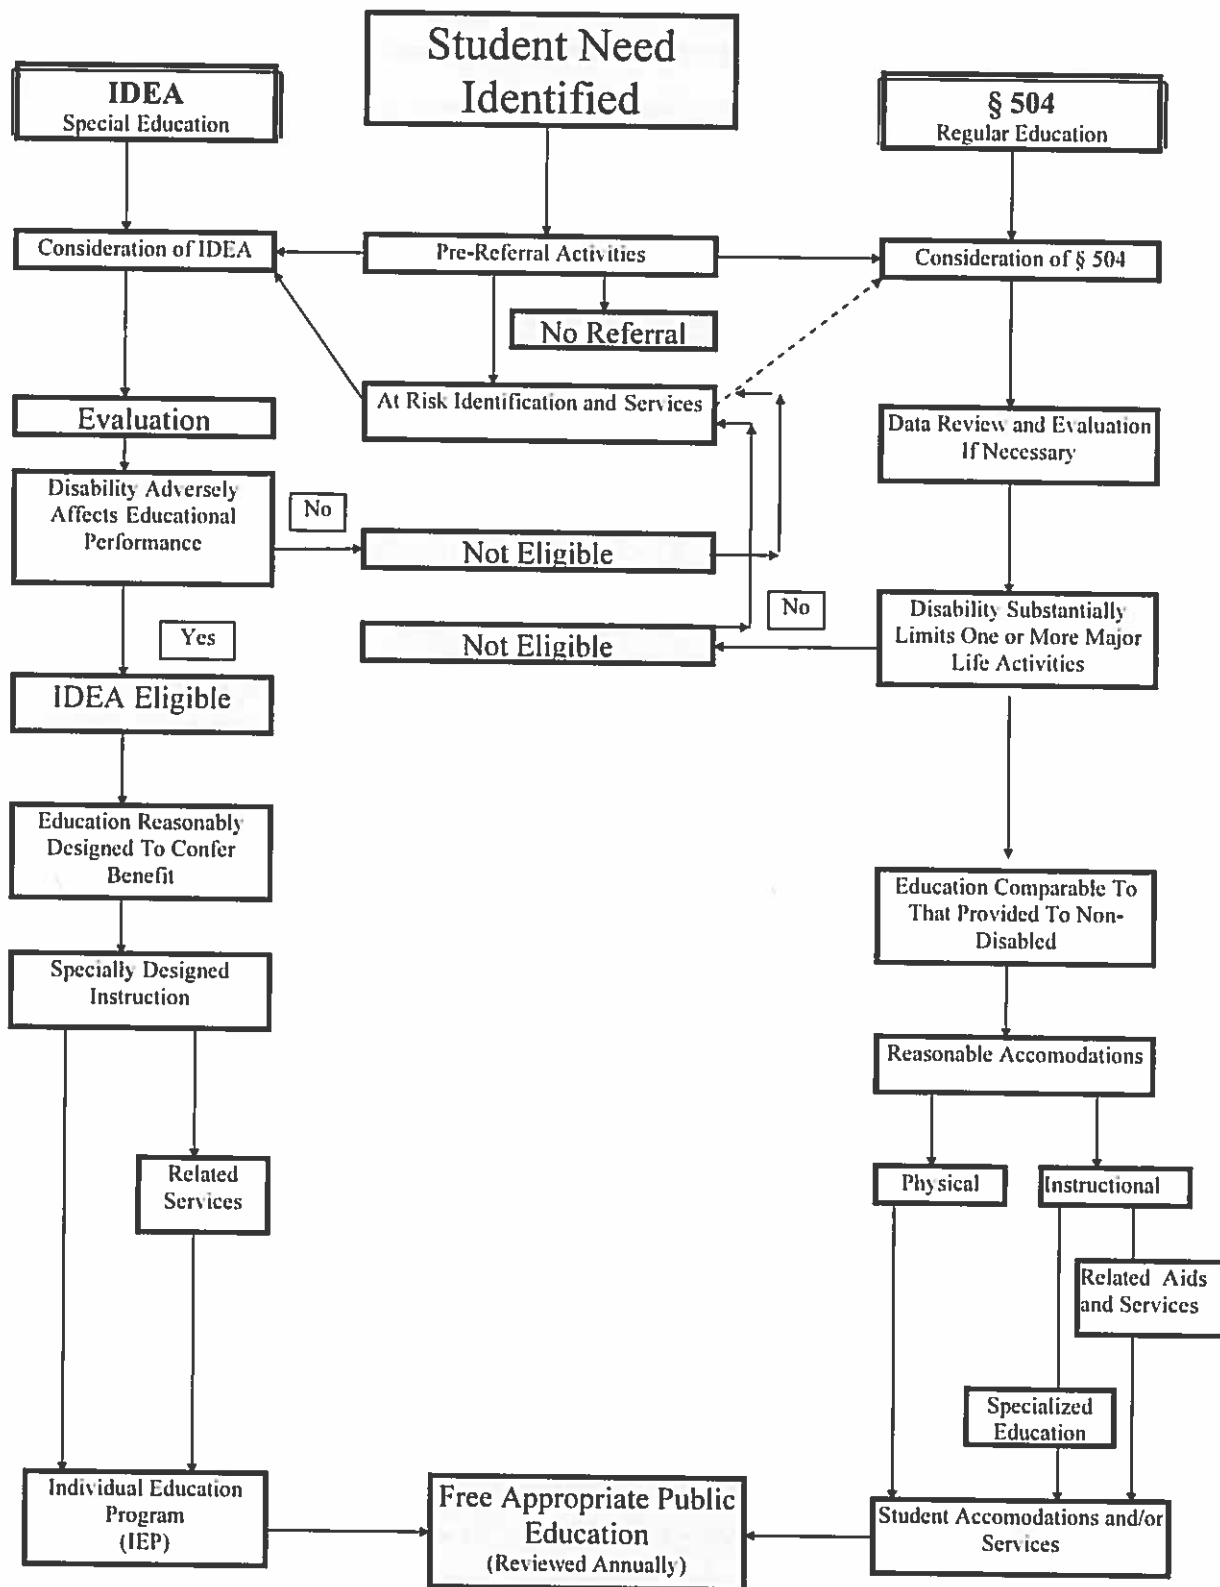 Student Need
Identified
IDEA
Special Education
§ 504
Regular Education
Consideration of IDEA
Pre-Referral Activities
Consideration of § 504
No Referral
At Risk Identification and Services
Evaluation
Data Review and Evaluation
If Necessary
Disability Adversely
Affects Educational
Performance
No
Not Eligible
Yes
Not Eligible
No
Disability Substantially
Limits One or More Major
Life Activities
IDEA Eligible
Education Reasonably
Designed To Confer
Benefit
Education Comparable To
That Provided To Non-
Disabled
Specially Designed
Instruction
Reasonable Accomodations
Related
Services
Physical
Instructional
Related Aids
and Services
Specialized
Education
Individual Education
Program
(IEP)
Free Appropriate Public
Education
(Reviewed Annually)
Student Accomodations and/or
Services